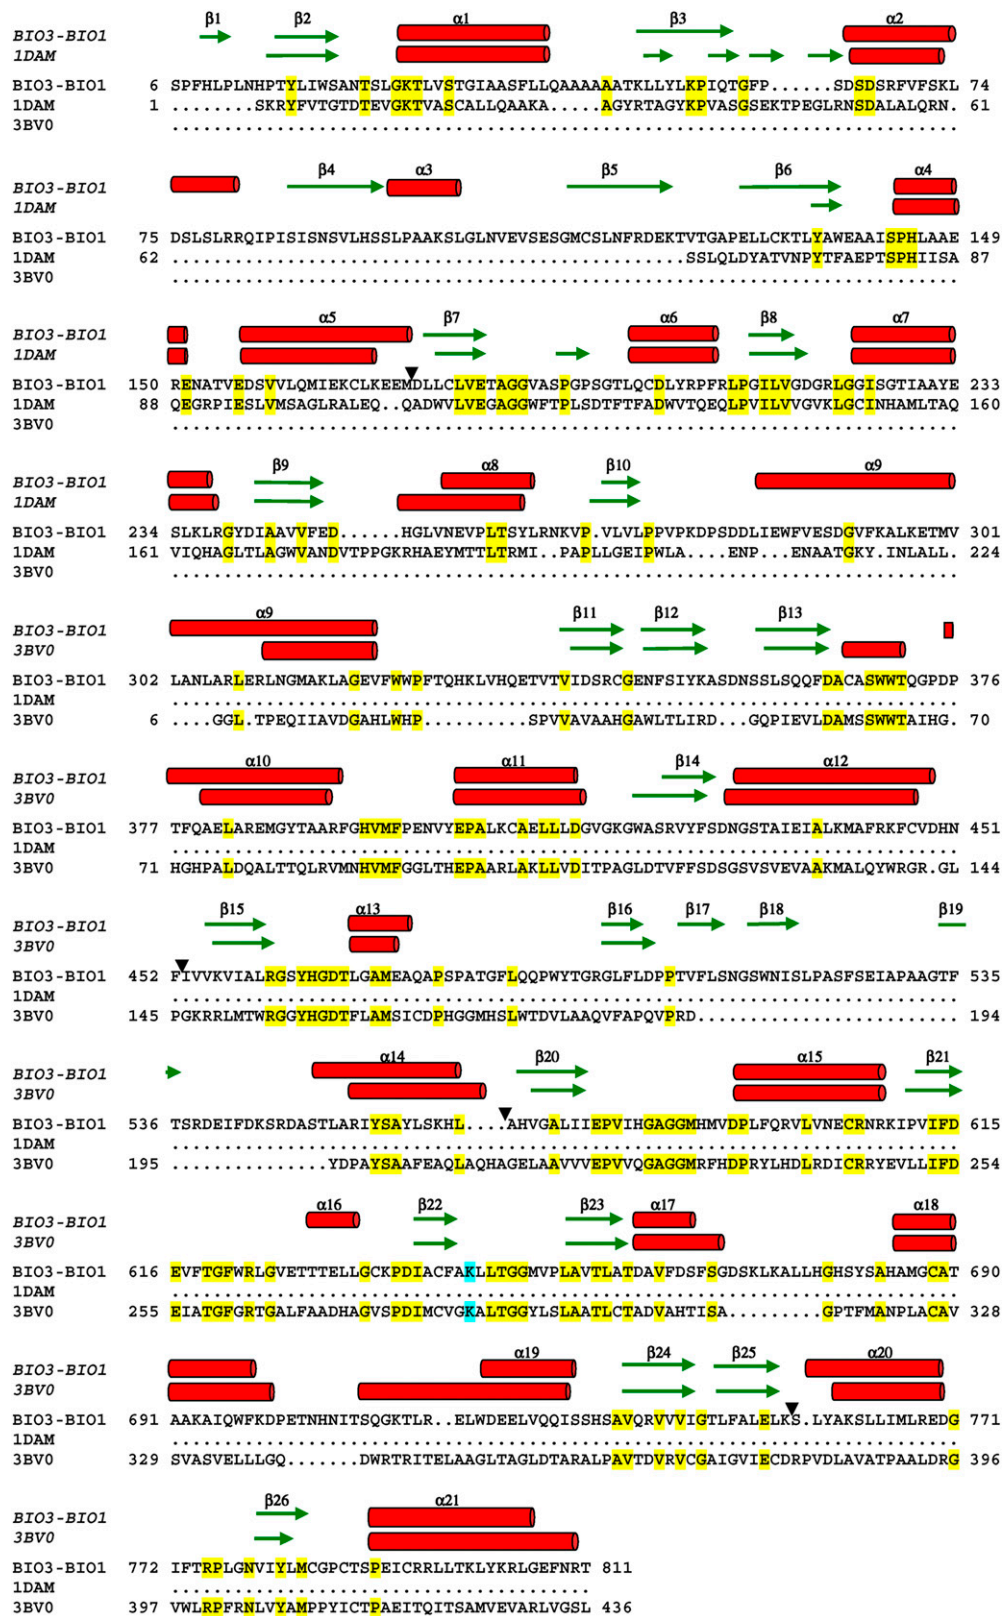 β1 β2 α1 β3 α2
BIO3-BIO1
1DAM
BIO3-BIO1 6 SPFHLPLNHPTYLIWSANTSLGKTLVSTGIAASFLLQAAAAAATKLLYLKPIQTGFP.....SDSDSRFVFSKL 74
1DAM 1 ........SKRYFVTGTDTEVGKTVASCALLQAAKA.....AGYRTAGYKPVASGSEKTPEGLRNSDALALQRN. 61
3BV0 ...........................................................................
β4 α3 β5 β6 α4
BIO3-BIO1
1DAM
BIO3-BIO1 75 DSLSLRRQIPISISNSVLHSSLPAAKSLGLNVEVSESGMCSLNFRDEKTVTGAPELLCKTLYAWEAAISPHLAAE 149
1DAM 62 .................................................SSLQLDYATVNPYTFAEPTSPHIISA 87
3BV0 ...........................................................................
α5 β7 α6 β8 α7
BIO3-BIO1
1DAM
BIO3-BIO1 150 RENATVEDSVVLQMIEKCLKEEMDLLCLVETAGGVASPGPSGTLQCDLYRPFRLPGILVGDGRLGGISGTIAAYE 233
1DAM 88 QEGRPIESLVMSAGLRALEQ..QADWVLVEGAGGWFTPLSDTFTFADWVTQEQLPVILVVGVKLGCINHAMLTAQ 160
3BV0 ...........................................................................
β9 α8 β10 α9
BIO3-BIO1
1DAM
BIO3-BIO1 234 SLKLRGYDIAAVVFED......HGLVNEVPLTSYLRNKVP.VLVLPPVPKDPSDDLIEWFVESDGVFKALKETMV 301
1DAM 161 VIQHAGLTLAGWVANDVTPPGKRHAEYMTTLTRMI..PAPLLGEIPWLA....ENP...ENAATGKY.INLALL. 224
3BV0 ...........................................................................
α9 β11 β12 β13
BIO3-BIO1
3BV0
BIO3-BIO1 302 LANLARLERLNGMAKLAGEVFWWPFTQHKLVHQETVTVIDSRCGENFSIYKASDNSSLSQQFDACASWWTQGPDP 376
1DAM ...........................................................................
3BV0 6 ....GGL.TPEQIIAVDGAHLWHP..........SPVVAVAAHGAWLTLIRD...GQPIEVLDAMSSWWTAIHG. 70
α10 α11 β14 α12
BIO3-BIO1
3BV0
BIO3-BIO1 377 TFQAELAREMGYTAARFGHVMFPENVYEPALKCAELLLDGVGKGWASRVYFSDNGSTAIEIALKMAFRKFCVDHN 451
1DAM ...........................................................................
3BV0 71 HGHPALDQALTTQLRVMNHVMFGGLTHEPAARLAKLLVDITPAGLDTVFFSDSGSVSVEVAAKMALQYWRGR.GL 144
β15 α13 β16 β17 β18 β19
BIO3-BIO1
3BV0
BIO3-BIO1 452 FIVVKVIALRGSYHGDTLGAMEAQAPSPATGFLQQPWYTGRGLFLDPPTVFLSNGSWNISLPASFSEIAPAAGTF 535
1DAM ...........................................................................
3BV0 145 PGKRRLMTWRGGYHGDTFLAMSICDPHGGMHSLWTDVLAAQVFAPQVPRD......................... 194
α14 β20 α15 β21
BIO3-BIO1
3BV0
BIO3-BIO1 536 TSRDEIFDKSRDASTLARIYSAYLSKHL....AHVGALIIEPVIHGAGGMHMVDPLFQRVLVNECRNRKIPVIFD 615
1DAM ...........................................................................
3BV0 195 ...............YDPAYSAAFEAQLAQHAGELAAVVVEPVVQGAGGMRFHDPRYLHDLRDICRRYEVLLIFD 254
α16 β22 β23 α17 α18
BIO3-BIO1
3BV0
BIO3-BIO1 616 EVFTGFWRLGVETTTELLGCKPDIACFAKLLTGGMVPLAVTLATDAVFDSFSGDSKLKALLHGHSYSAHAMGCAT 690
1DAM ...........................................................................
3BV0 255 EIATGFGRTGALFAADHAGVSPDIMCVGKALTGGYLSLAATLCTADVAHTISA.........GPTFMANPLACAV 328
α19 β24 β25 α20
BIO3-BIO1
3BV0
BIO3-BIO1 691 AAKAIQWFKDPETNHNITSQGKTLR..ELWDEELVQQISSHSAVQRVVVIGTLFALELKS.LYAKSLLIMLREDG 771
1DAM ...........................................................................
3BV0 329 SVASVELLLGQ.......DWRTRITELAAGLTAGLDTARALPAVTDVRVCGAIGVIECDRPVDLAVATPAALDRG 396
β26 α21
BIO3-BIO1
3BV0
BIO3-BIO1 772 IFTRPLGNVIYLMCGPCTSPEICRRLLTKLYKRLGEFNRT 811
1DAM ........................................
3BV0 397 VWLRPFRNLVYAMPPYICTPAEITQITSAMVEVARLVGSL 436